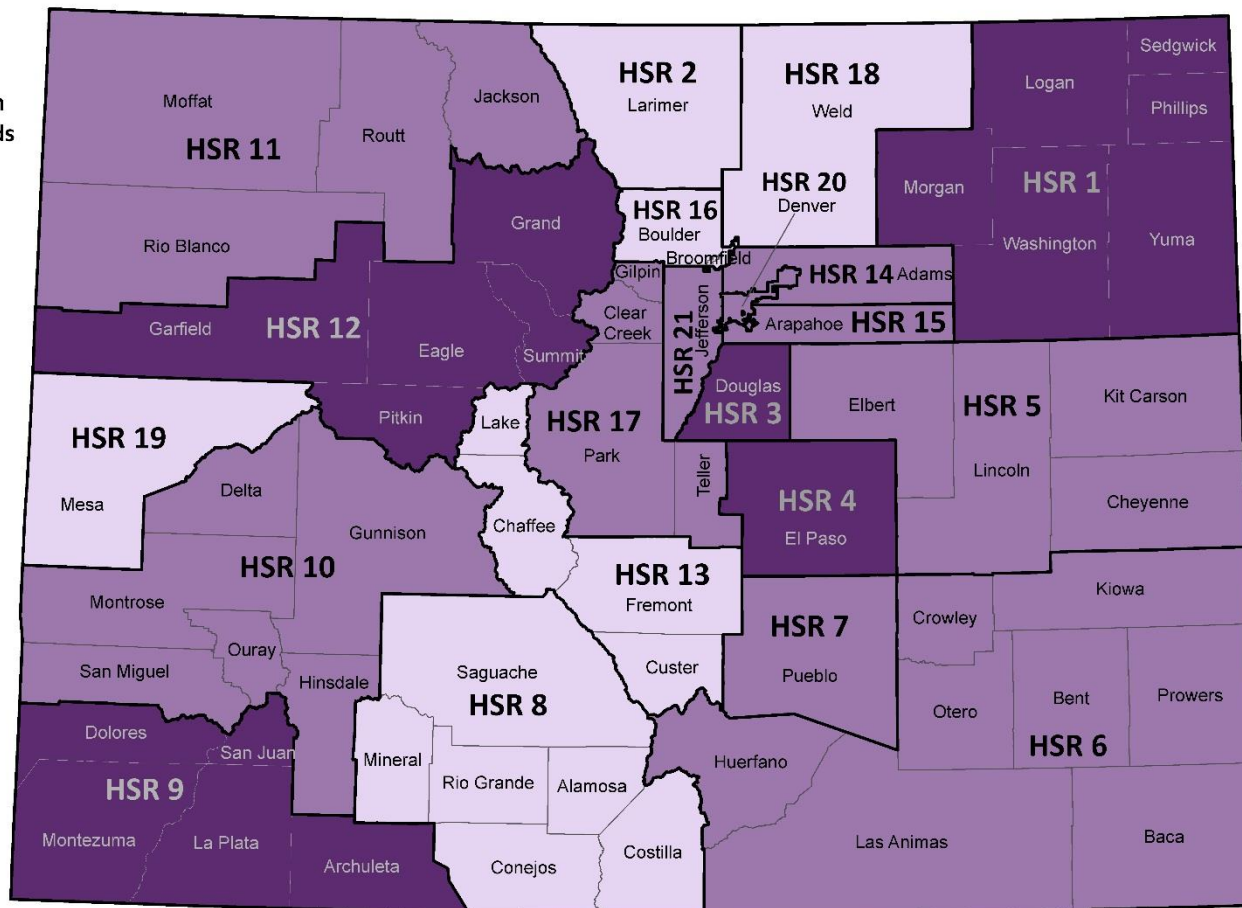 Sedgwick
HSR 2
HSR 18
Logan
Jackson
Moffat
Larimer
Weld
Phillips
Routt
HSR 11
HSR 20
HSR 1
Morgan
Denver
HSR 16
Grand
Boulder
Rio Blanco
Washington
Yuma
Broomfield
Gilpin
HSR 14
Adams
Garfield
HSR 12
Clear
Creek
Jefferson
HSR 21
Arapahoe
HSR 15
Eagle
Summit
Douglas
HSR 3
Kit Carson
Pitkin
Lake
HSR 17
Elbert
HSR 5
HSR 19
Park
Teller
Lincoln
Delta
HSR 4
Mesa
Chaffee
Cheyenne
Gunnison
El Paso
HSR 10
HSR 13
Kiowa
Montrose
Fremont
Crowley
HSR 7
Ouray
San Miguel
Hinsdale
Saguache
Custer
Pueblo
HSR 8
Bent
Prowers
Otero
Dolores
San Juan
HSR 6
Mineral
Huerfano
Rio Grande
Alamosa
HSR 9
Montezuma
La Plata
Las Animas
Baca
Archuleta
Conejos
Costilla